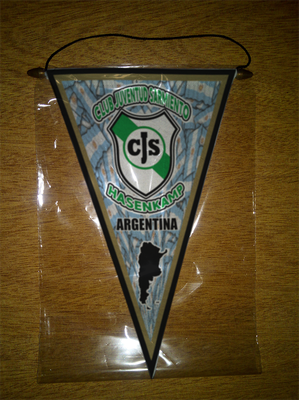 CLUB JUVENTUD SARMIENTO
CJS
HASENKAMP
ARGENTINA